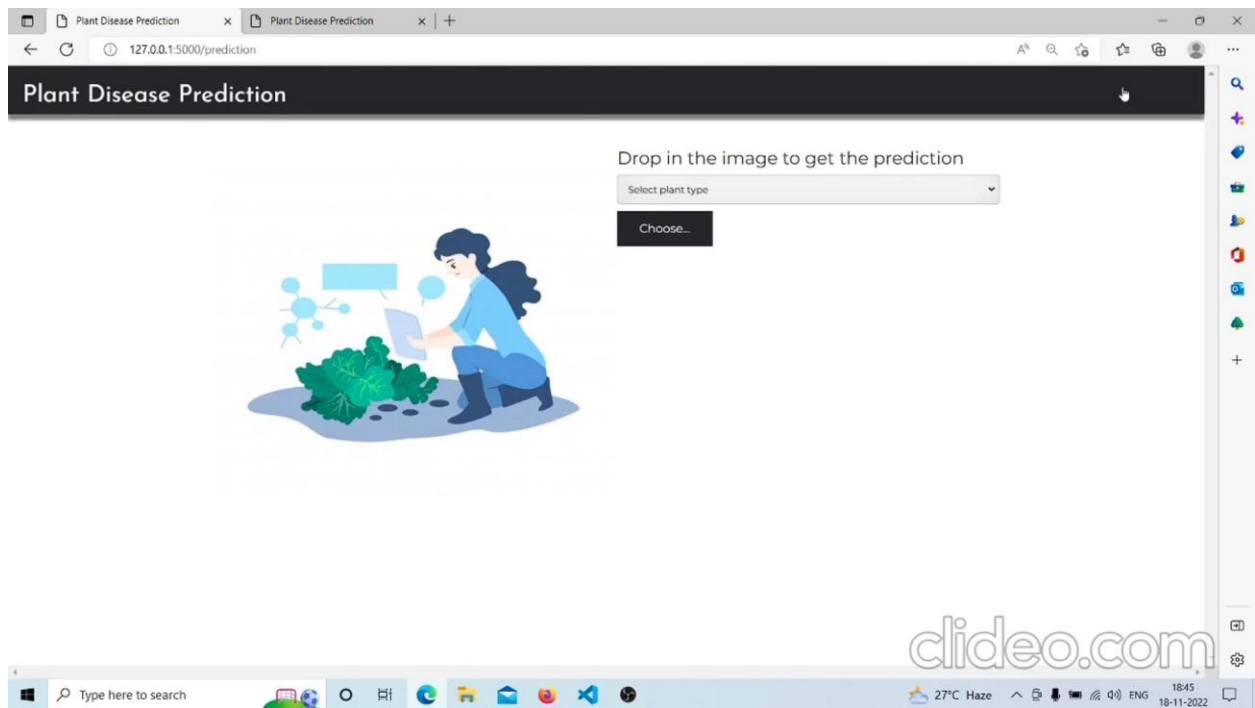 Plant Disease Prediction
Plant Disease Prediction
127.0.0.1:5000/prediction
Plant Disease Prediction
Drop in the image to get the prediction
Select plant type
Choose...
clideo.com
Type here to search
27°C Haze
ENG
18:45
18-11-2022